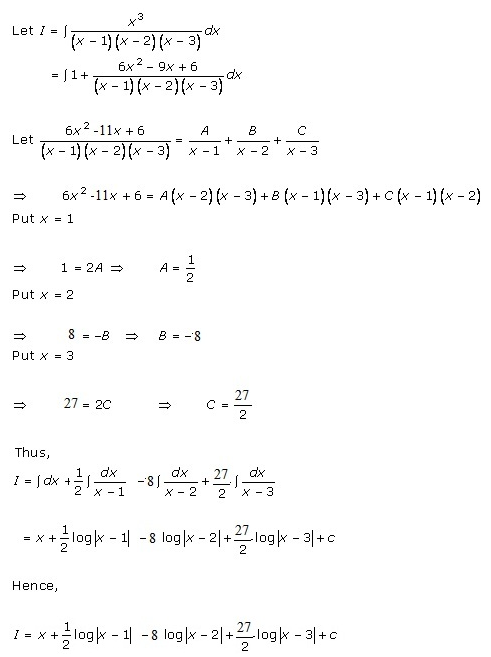 Let I = ∫ x³/((x − 1)(x − 2)(x − 3)) dx
= ∫ 1 + (6x² − 9x + 6)/((x − 1)(x − 2)(x − 3)) dx
Let (6x² -11x + 6)/((x − 1)(x − 2)(x − 3)) = A/(x − 1) + B/(x − 2) + C/(x − 3)
⇒ 6x² -11x + 6 = A(x − 2)(x − 3) + B(x − 1)(x − 3) + C(x − 1)(x − 2)
Put x = 1
⇒ 1 = 2A ⇒ A = 1/2
Put x = 2
⇒ 8 = −B ⇒ B = −8
Put x = 3
⇒ 27 = 2C ⇒ C = 27/2
Thus,
I = ∫ dx + 1/2 ∫ dx/(x − 1) −8 ∫ dx/(x − 2) + 27/2 ∫ dx/(x − 3)
= x + 1/2 log|x − 1| −8 log|x − 2| + 27/2 log|x − 3| + c
Hence,
I = x + 1/2 log|x − 1| −8 log|x − 2| + 27/2 log|x − 3| + c